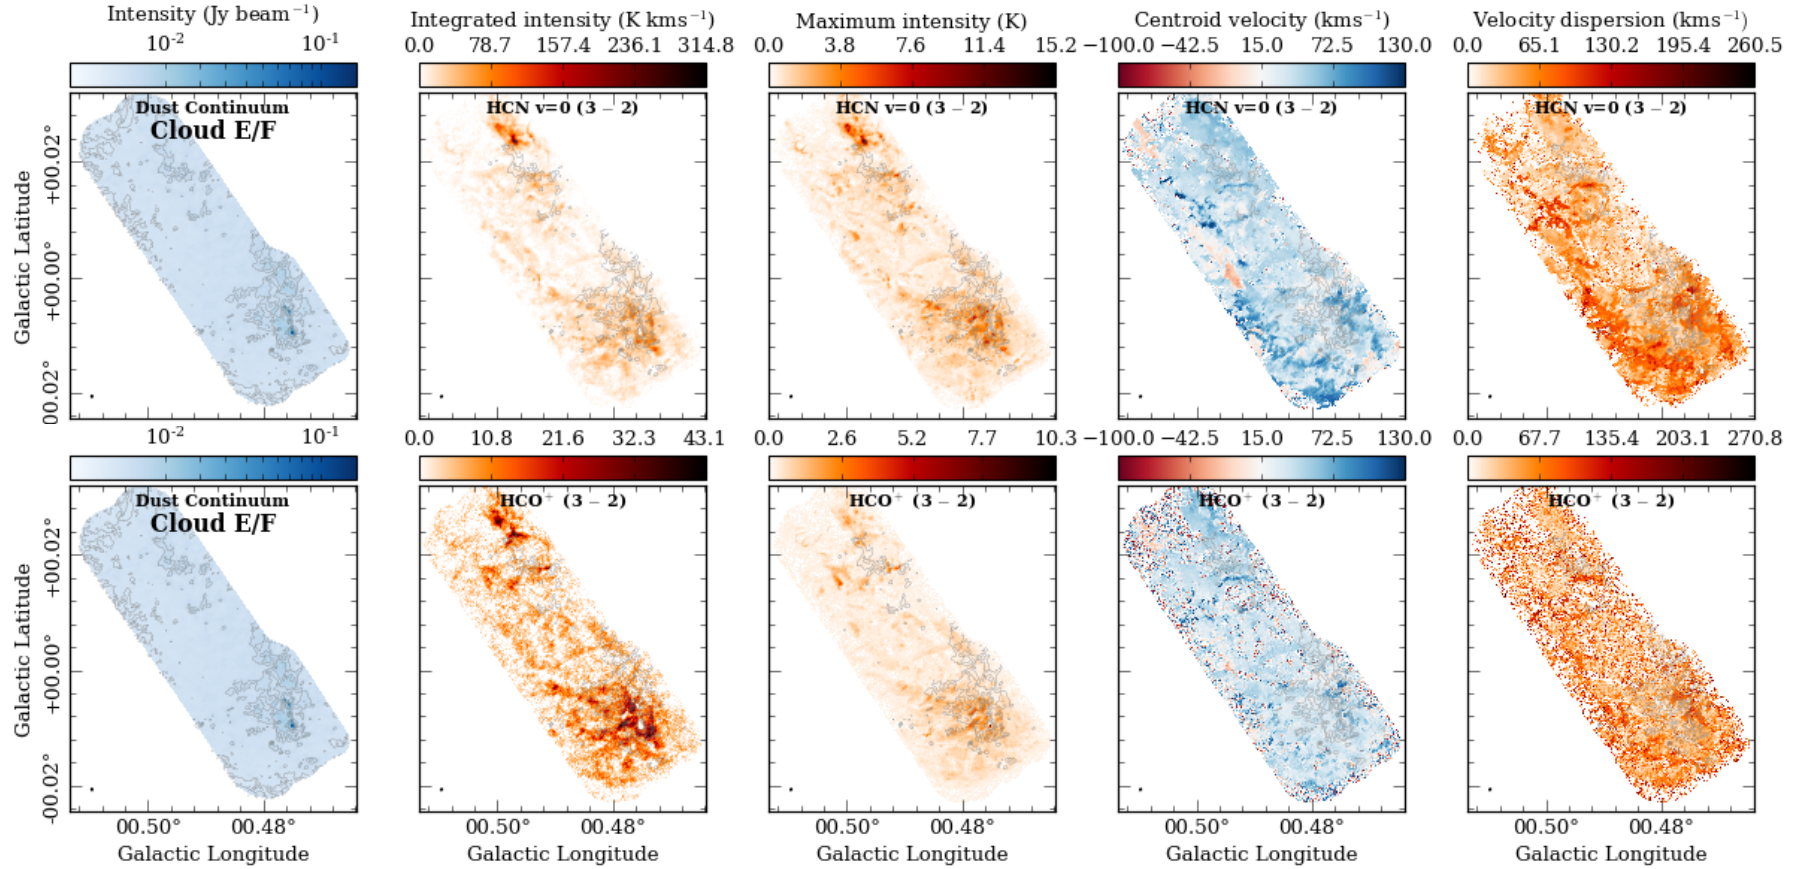 Intensity (Jy beam⁻¹) Integrated intensity (K kms⁻¹) Maximum intensity (K) Centroid velocity (kms⁻¹) Velocity dispersion (kms⁻¹)
10⁻² 10⁻¹ 0.0 78.7 157.4 236.1 314.8 0.0 3.8 7.6 11.4 15.2 −100.0 −42.5 15.0 72.5 130.0 0.0 65.1 130.2 195.4 260.5
Dust Continuum HCN v=0 (3 − 2) HCN v=0 (3 − 2) HCN v=0 (3 − 2) HCN v=0 (3 − 2)
Cloud E/F
+00.02°
+00.00°
00.02°
Galactic Latitude
10⁻² 10⁻¹ 0.0 10.8 21.6 32.3 43.1 0.0 2.6 5.2 7.7 10.3 −100.0 −42.5 15.0 72.5 130.0 0.0 67.7 135.4 203.1 270.8
Dust Continuum HCO⁺ (3 − 2) HCO⁺ (3 − 2) HCO⁺ (3 − 2) HCO⁺ (3 − 2)
Cloud E/F
+00.02°
+00.00°
-00.02°
Galactic Latitude
00.50° 00.48° 00.50° 00.48° 00.50° 00.48° 00.50° 00.48° 00.50° 00.48°
Galactic Longitude Galactic Longitude Galactic Longitude Galactic Longitude Galactic Longitude